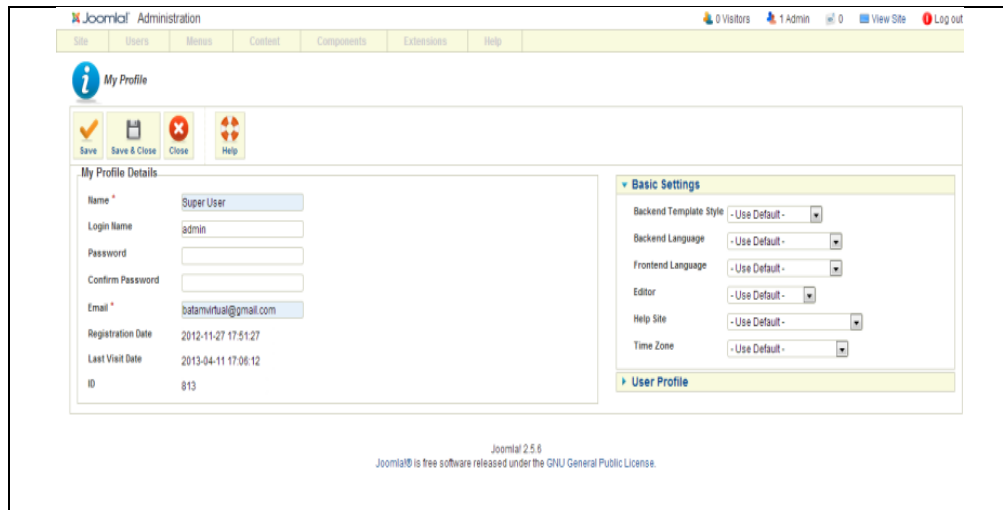 Joomla! Administration 0 Visitors 1 Admin 0 View Site Log out
Site Users Menus Content Components Extensions Help
My Profile
Save Save & Close Close Help
My Profile Details
Name * Super User
Login Name admin
Password
Confirm Password
Email * batamvirtual@gmail.com
Registration Date 2012-11-27 17:51:27
Last Visit Date 2013-04-11 17:06:12
ID 813
Basic Settings
Backend Template Style - Use Default -
Backend Language - Use Default -
Frontend Language - Use Default -
Editor - Use Default -
Help Site - Use Default -
Time Zone - Use Default -
User Profile
Joomla! 2.5.6
Joomla!® is free software released under the GNU General Public License.